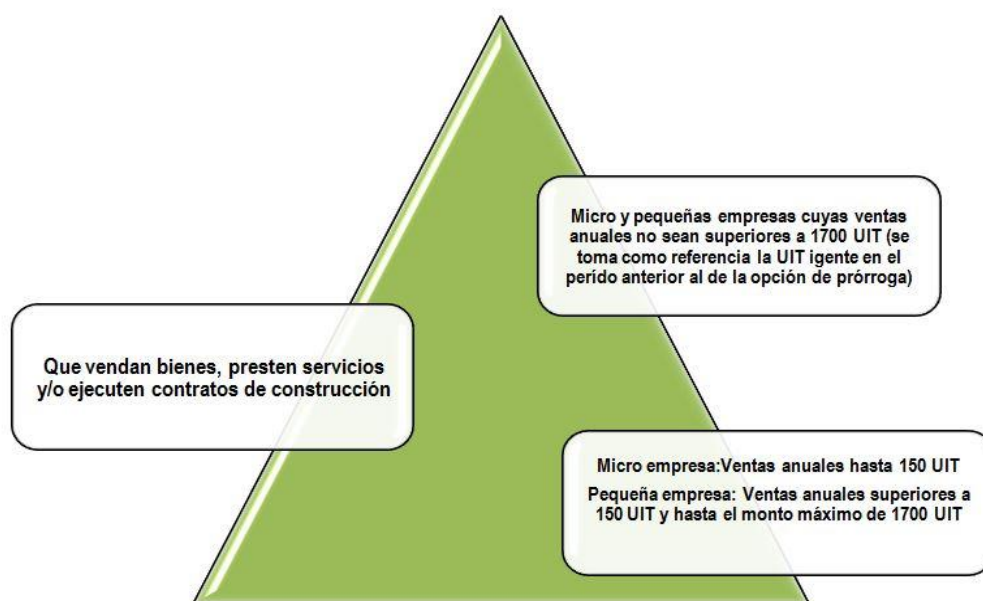 Micro y pequeñas empresas cuyas ventas
anuales no sean superiores a 1700 UIT (se
toma como referencia la UIT igente en el
perído anterior al de la opción de prórroga)
Que vendan bienes, presten servicios
y/o ejecuten contratos de construcción
Micro empresa:Ventas anuales hasta 150 UIT
Pequeña empresa: Ventas anuales superiores a
150 UIT y hasta el monto máximo de 1700 UIT